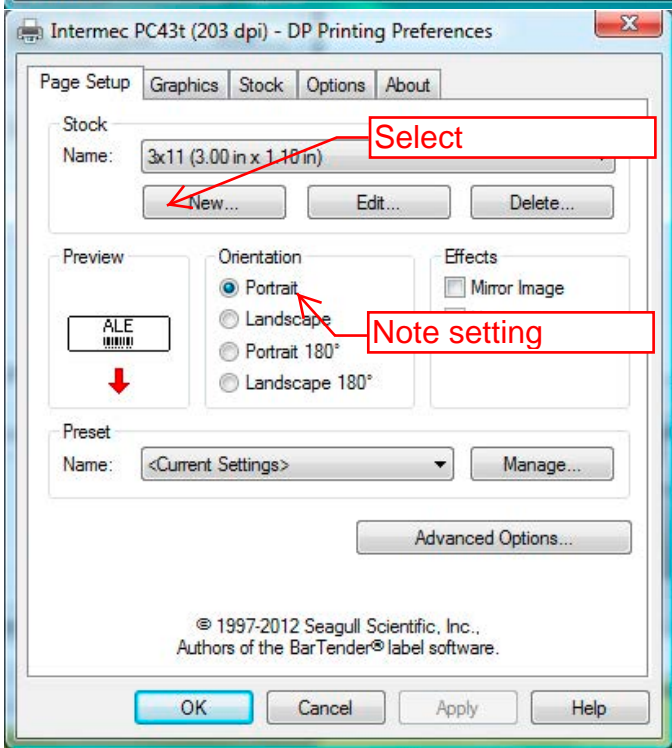 Intermec PC43t (203 dpi) - DP Printing Preferences
Page Setup Graphics Stock Options About
Stock
Select
Name: 3x11 (3.00 in x 1.10 in)
New... Edit... Delete...
Preview Orientation Effects
Portrait Mirror Image
Landscape
Note setting
Portrait 180°
Landscape 180°
ALE
Preset
Name: <Current Settings> Manage...
Advanced Options...
© 1997-2012 Seagull Scientific, Inc.,
Authors of the BarTender® label software.
OK Cancel Apply Help